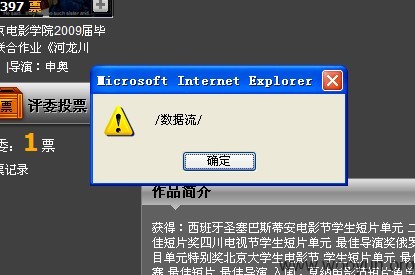 397 票
京电影学院2009届毕
联合作业《河龙川
|导演：申奥
票 评委投票
委：1 票
票记录
Microsoft Internet Explorer
/数据流/
确定
作品简介
获得：西班牙圣塞巴斯蒂安电影节学生短片单元 二
佳短片奖四川电视节学生短片单元 最佳导演奖俄罗
目单元特别奖北京大学生电影节学生短片单元 最佳